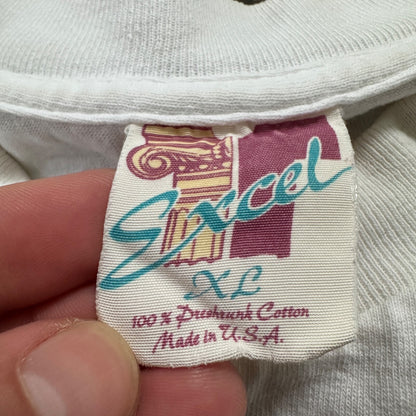 Excel
XL
100% Preshrunk Cotton
Made in U.S.A.